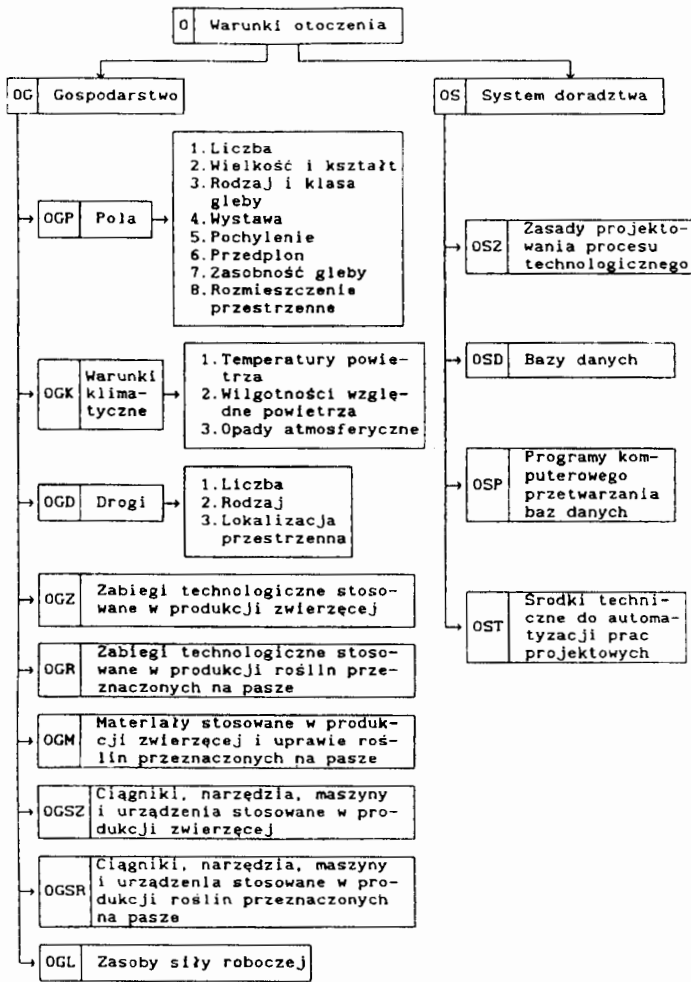 O Warunki otoczenia
OG Gospodarstwo
OS System doradztwa
OGP Pola
1. Liczba
2. Wielkość i kształt
3. Rodzaj i klasa
gleby
4. Wystawa
5. Pochylenie
6. Przedplon
7. Zasobność gleby
8. Rozmieszczenie
przestrzenne
OGK Warunki
klima-
tyczne
1. Temperatury powie-
trza
2. Wilgotności wzglę-
dne powietrza
3. Opady atmosferyczne
OGD Drogi
1. Liczba
2. Rodzaj
3. Lokalizacja
przestrzenna
OGZ Zabiegi technologiczne stoso-
wane w produkcji zwierzęcej
OGR Zabiegi technologiczne stoso-
wane w produkcji roślin prze-
znaczonych na pasze
OGM Materiały stosowane w produk-
cji zwierzęcej i uprawie roś-
lin przeznaczonych na pasze
OGSZ Ciągniki, narzędzia, maszyny
i urządzenia stosowane w pro-
dukcji zwierzęcej
OGSR Ciągniki, narzędzia, maszyny
i urządzenia stosowane w pro-
dukcji roślin przeznaczonych
na pasze
OGL Zasoby siły roboczej
OSZ Zasady projekto-
wania procesu
technologicznego
OSD Bazy danych
OSP Programy kom-
puterowego
przetwarzania
baz danych
OST Środki techni-
czne do automa-
tyzacji prac
projektowych